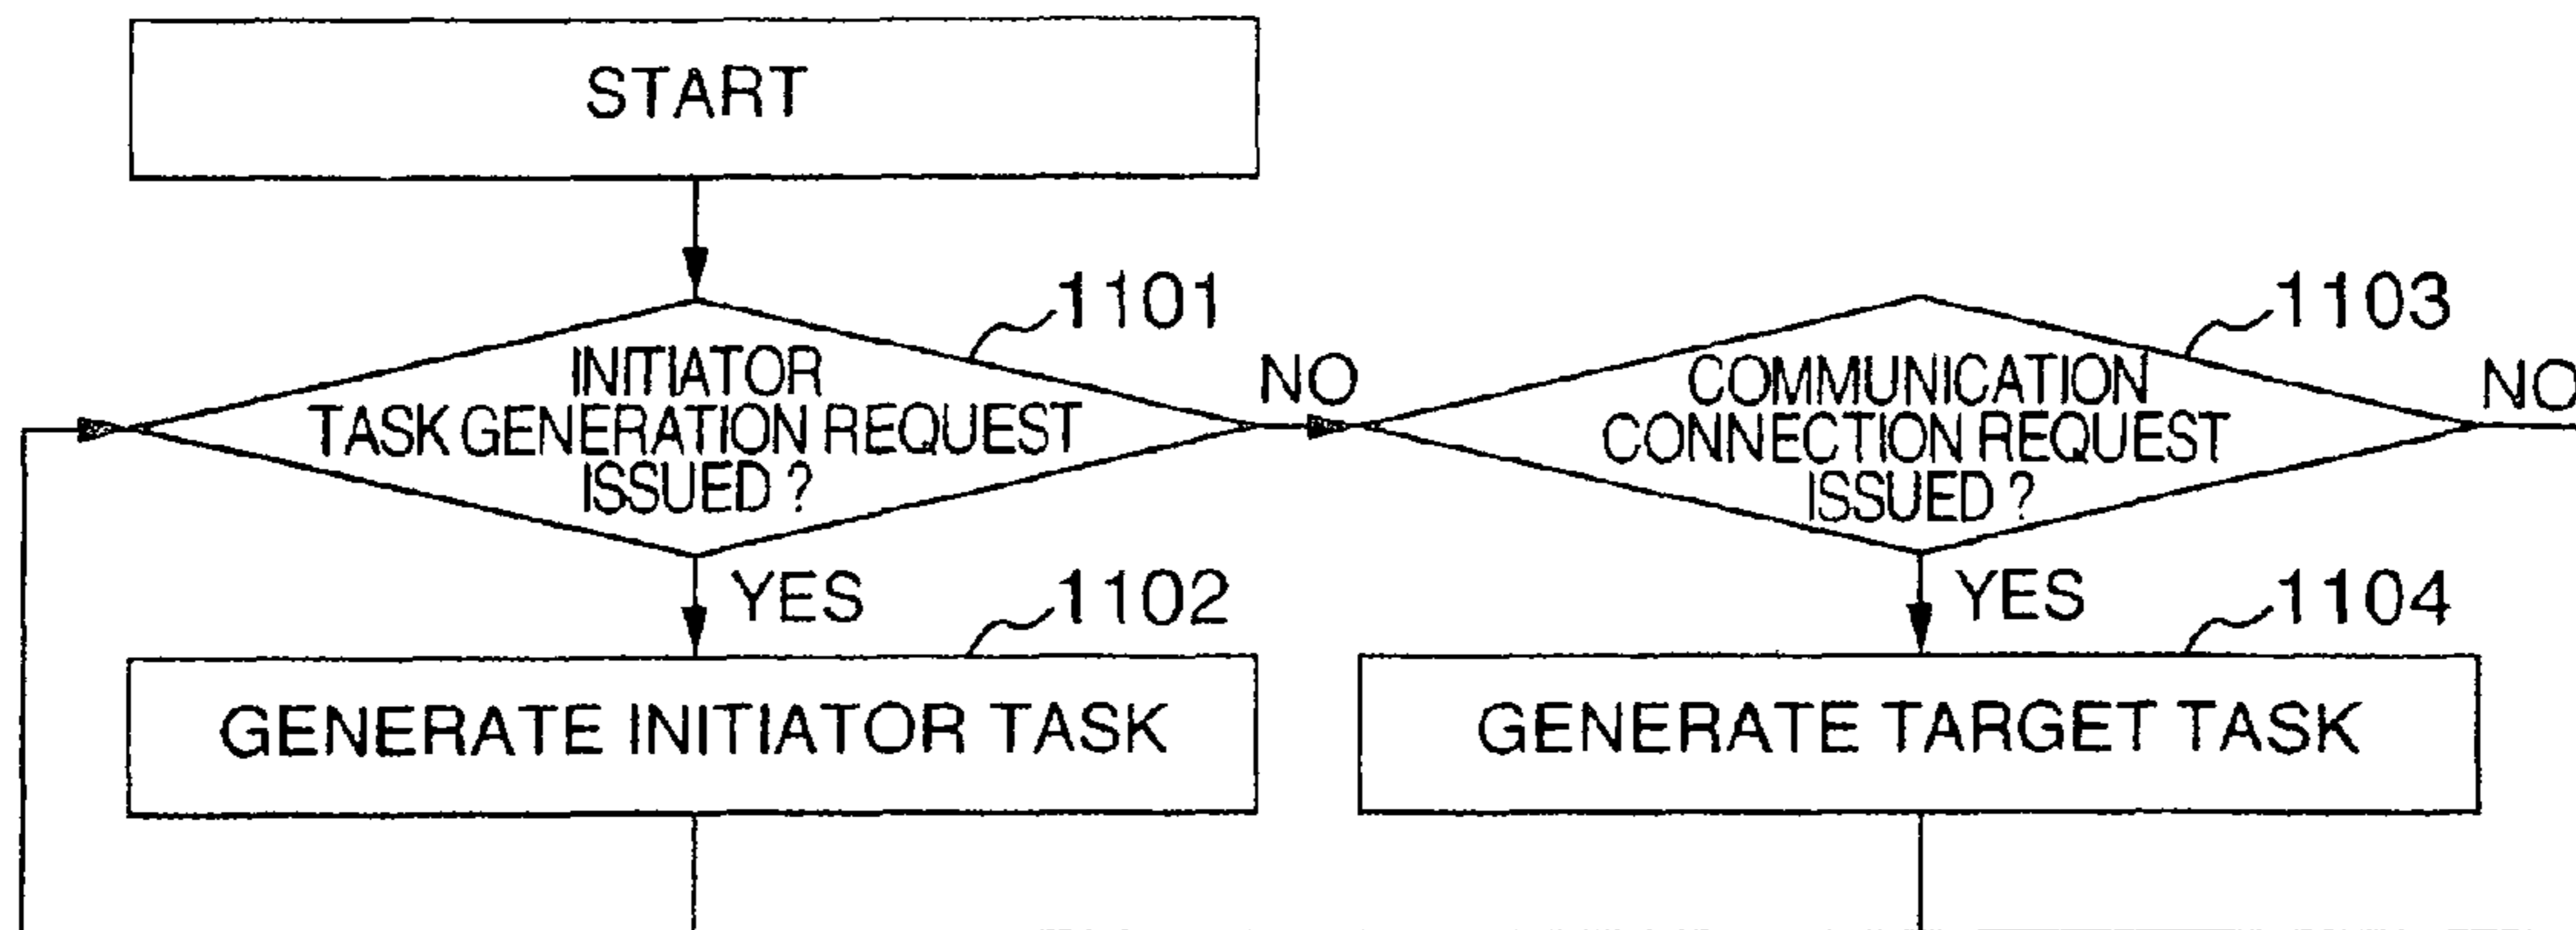 START
1101
INITIATOR
TASK GENERATION REQUEST
ISSUED ?
NO
1103
COMMUNICATION
CONNECTION REQUEST
ISSUED ?
NO
YES
1102
GENERATE INITIATOR TASK
YES
1104
GENERATE TARGET TASK